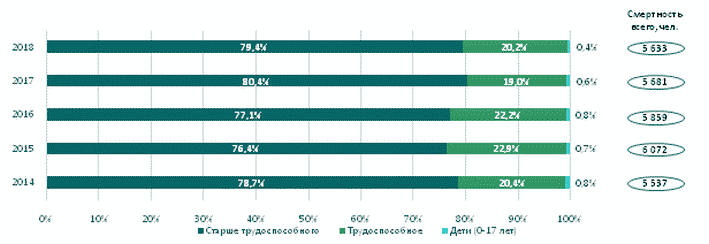 Смертность
всего, чел.
2018 79,4% 20,2% 0,4% 5 633
2017 80,4% 19,0% 0,6% 5 681
2016 77,1% 22,2% 0,8% 5 859
2015 76,4% 22,9% 0,7% 6 072
2014 78,7% 20,4% 0,8% 5 537
0% 10% 20% 30% 40% 50% 60% 70% 80% 90% 100%
Старше трудоспособного Трудоспособное Дети (0-17 лет)